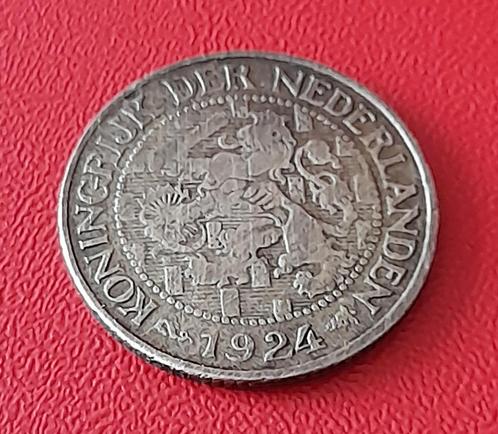 KONINGRIJK DER NEDERLANDEN
1924